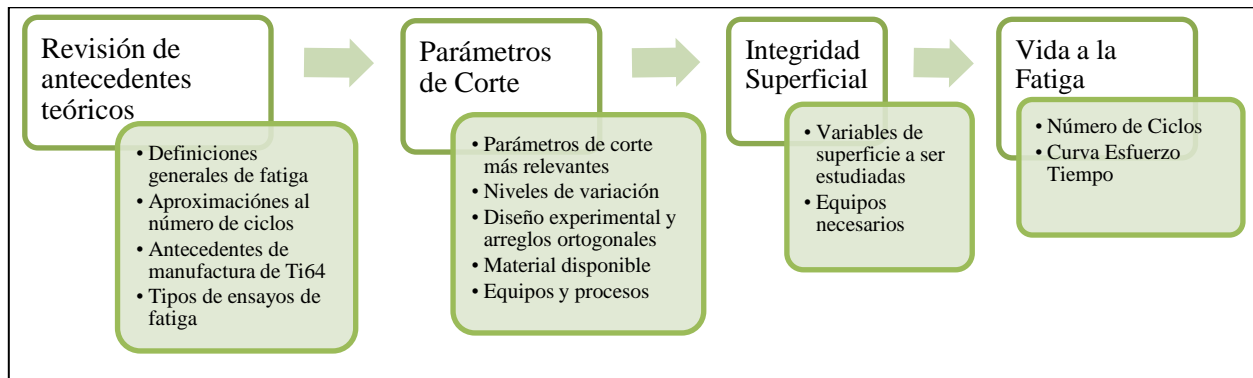 Revisión de
antecedentes
teóricos
• Definiciones
generales de fatiga
• Aproximaciónes al
número de ciclos
• Antecedentes de
manufactura de Ti64
• Tipos de ensayos de
fatiga
Parámetros
de Corte
• Parámetros de corte
más relevantes
• Niveles de variación
• Diseño experimental y
arreglos ortogonales
• Material disponible
• Equipos y procesos
Integridad
Superficial
• Variables de
superficie a ser
estudiadas
• Equipos
necesarios
Vida a la
Fatiga
• Número de Ciclos
• Curva Esfuerzo
Tiempo